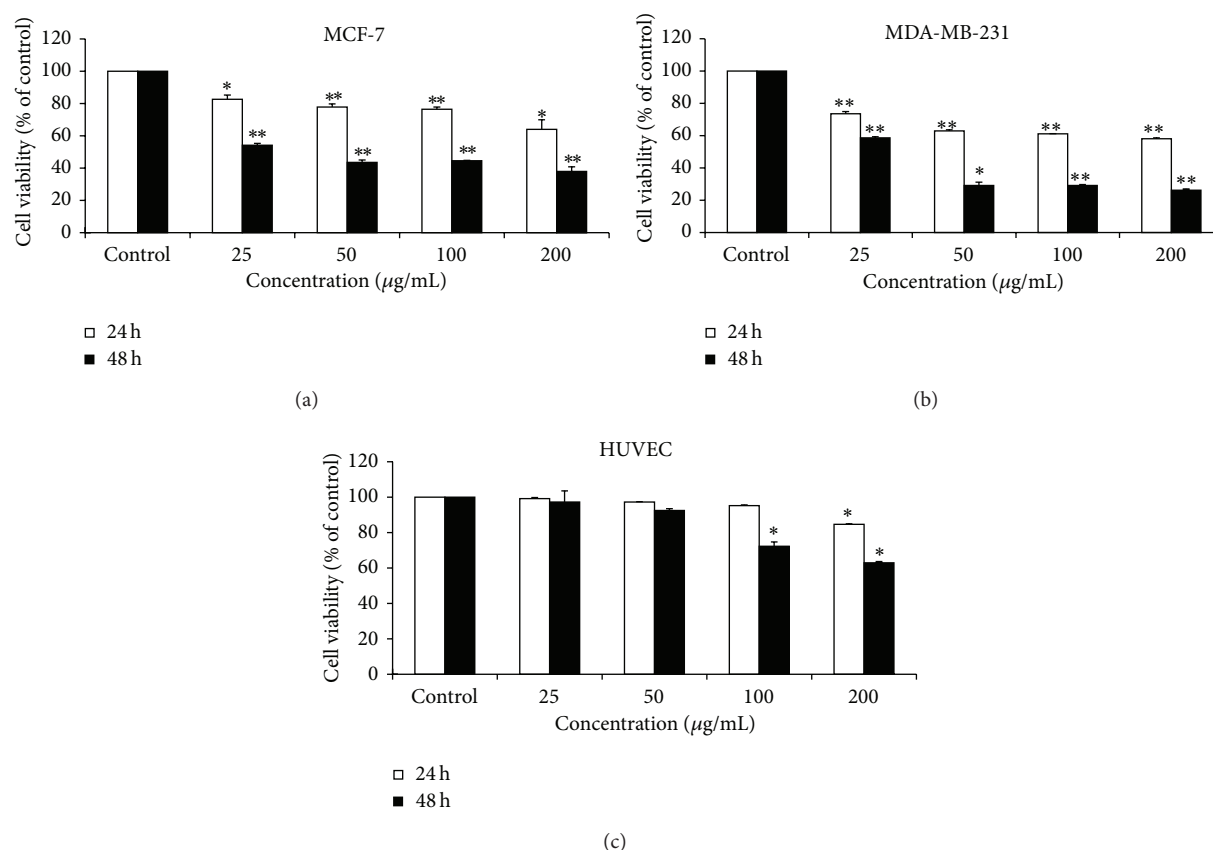 MCF-7
Cell viability (% of control)
120
100
80
60
40
20
0
*
**
**
**
**
**
*
**
Control 25 50 100 200
Concentration (μg/mL)
24 h
48 h
(a)
MDA-MB-231
Cell viability (% of control)
120
100
80
60
40
20
0
**
**
**
*
**
**
**
**
Control 25 50 100 200
Concentration (μg/mL)
24 h
48 h
(b)
HUVEC
Cell viability (% of control)
120
100
80
60
40
20
0
*
*
*
Control 25 50 100 200
Concentration (μg/mL)
24 h
48 h
(c)